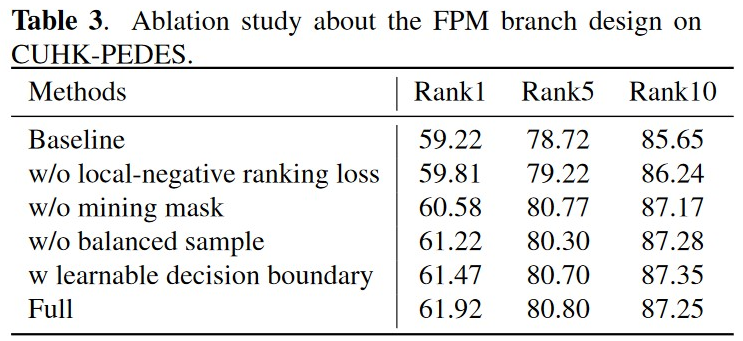 Table 3. Ablation study about the FPM branch design on
CUHK-PEDES.
Methods Rank1 Rank5 Rank10
Baseline 59.22 78.72 85.65
w/o local-negative ranking loss 59.81 79.22 86.24
w/o mining mask 60.58 80.77 87.17
w/o balanced sample 61.22 80.30 87.28
w learnable decision boundary 61.47 80.70 87.35
Full 61.92 80.80 87.25